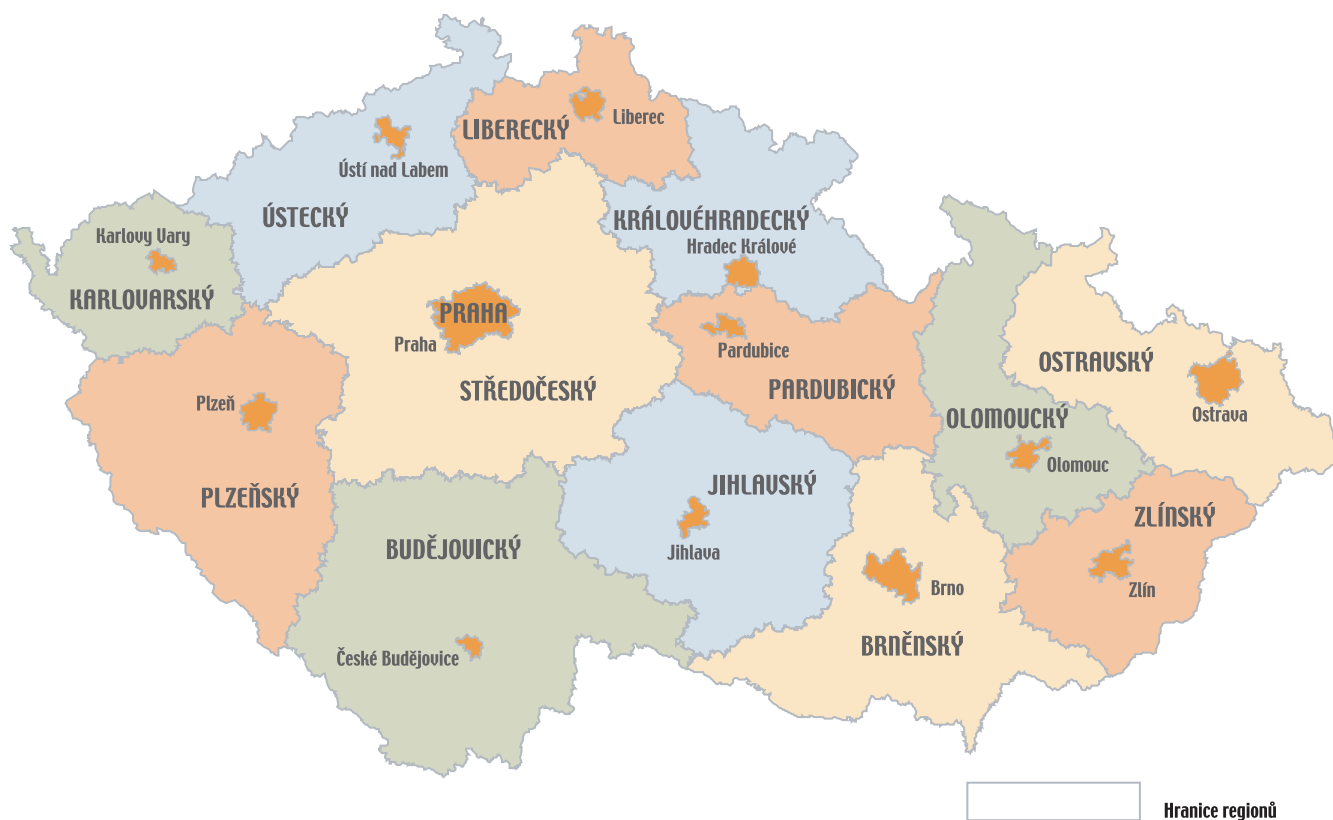 LIBERECKÝ
Liberec
Ústí nad Labem
ÚSTECKÝ
KRÁLOVÉHRADECKÝ
Hradec Králové
Karlovy Vary
KARLOVARSKÝ
PRAHA
Praha
STŘEDOČESKÝ
Pardubice
PARDUBICKÝ
OSTRAVSKÝ
Ostrava
OLOMOUCKÝ
Olomouc
Plzeň
PLZEŇSKÝ
JIHLAVSKÝ
Jihlava
ZLÍNSKÝ
Zlín
BUDĚJOVICKÝ
České Budějovice
Brno
BRNĚNSKÝ
Hranice regionů